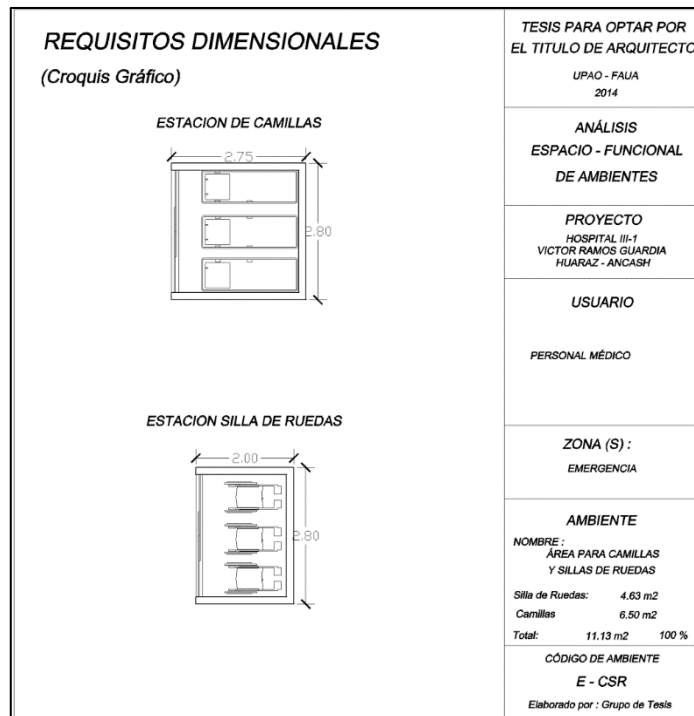 REQUISITOS DIMENSIONALES
(Croquis Gráfico)
ESTACION DE CAMILLAS
2.75
2.80
ESTACION SILLA DE RUEDAS
2.00
2.80
TESIS PARA OPTAR POR
EL TITULO DE ARQUITECTO
UPAO - FAUA
2014
ANÁLISIS
ESPACIO - FUNCIONAL
DE AMBIENTES
PROYECTO
HOSPITAL III-1
VICTOR RAMOS GUARDIA
HUARAZ - ANCASH
USUARIO
PERSONAL MÉDICO
ZONA (S) :
EMERGENCIA
AMBIENTE
NOMBRE :
ÁREA PARA CAMILLAS
Y SILLAS DE RUEDAS
Silla de Ruedas: 4.63 m2
Camillas 6.50 m2
Total: 11.13 m2 100 %
CÓDIGO DE AMBIENTE
E - CSR
Elaborado por : Grupo de Tesis